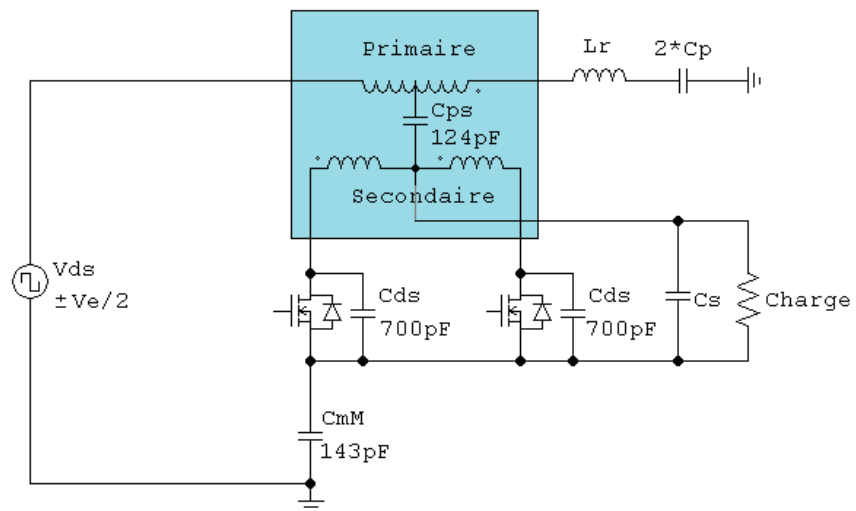 Primaire
Lr
2*Cp
Cps
124pF
Secondaire
Vds
±Ve/2
Cds
700pF
Cds
700pF
Cs
Charge
CmM
143pF